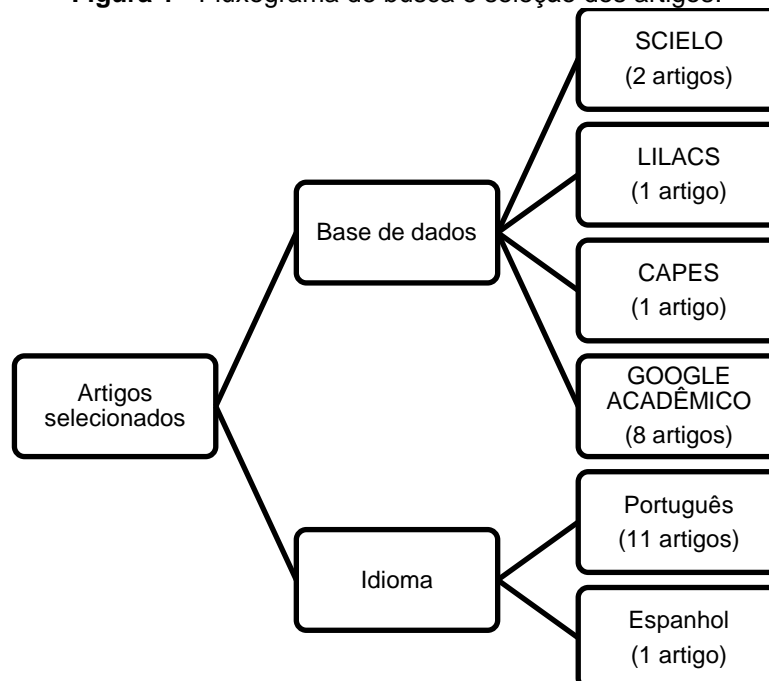 Figura 1 - Fluxograma de busca e seleção dos artigos.
SCIELO
(2 artigos)
LILACS
(1 artigo)
Base de dados
CAPES
(1 artigo)
GOOGLE
ACADÊMICO
(8 artigos)
Artigos
selecionados
Português
(11 artigos)
Idioma
Espanhol
(1 artigo)